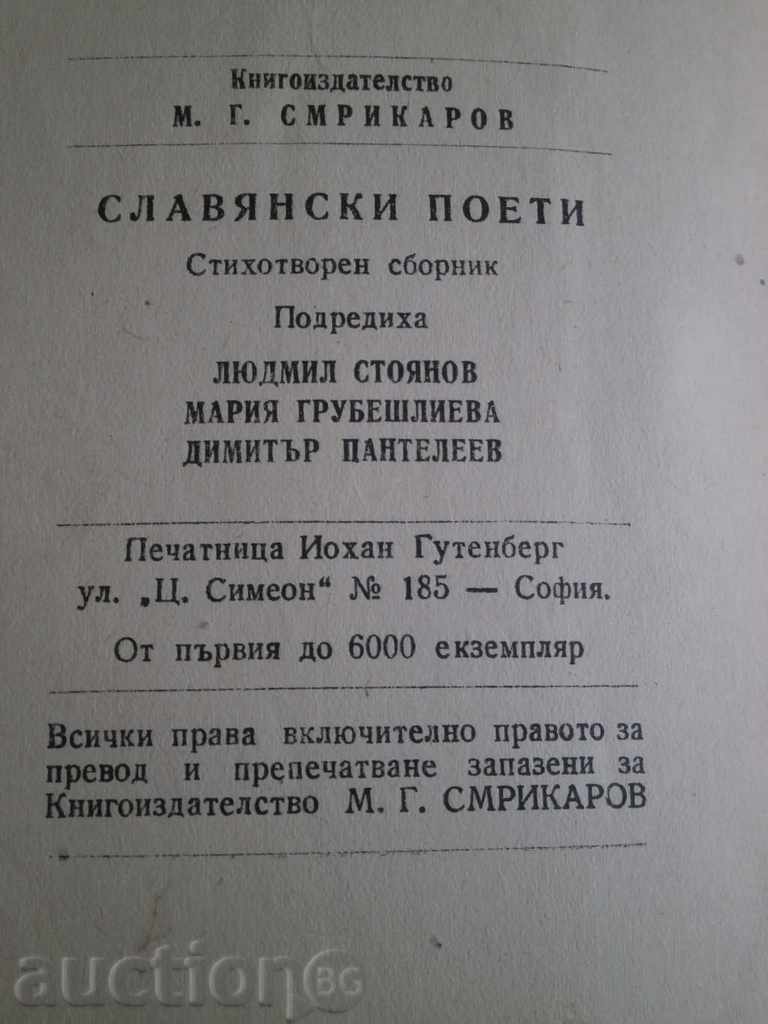 Книгоиздателство
М. Г. СМРИКАРОВ
СЛАВЯНСКИ ПОЕТИ
Стихотворен сборник
Подредиха
ЛЮДМИЛ СТОЯНОВ
МАРИЯ ГРУБЕШЛИЕВА
ДИМИТЪР ПАНТЕЛЕЕВ
Печатница Иохан Гутенберг
ул. „Ц. Симеон“ № 185 — София.
От първия до 6000 екземпляр
Всички права включително правото за
превод и препечатване запазени за
Книгоиздателство М. Г. СМРИКАРОВ
auction BG